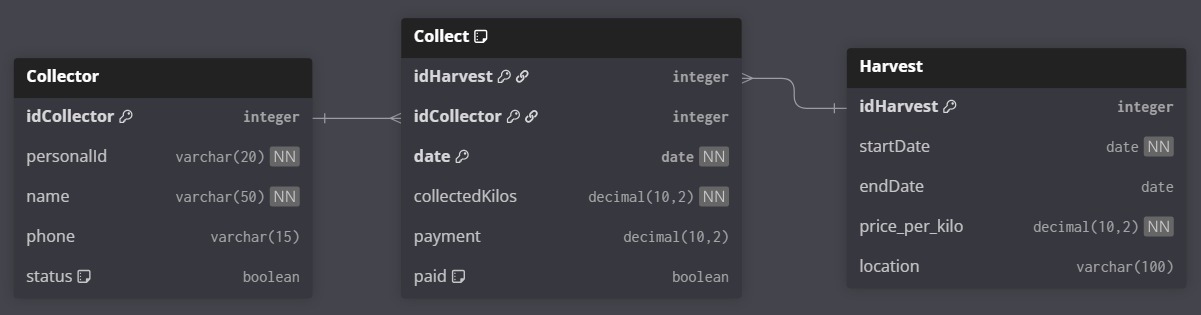 Collector
idCollector integer
personalId varchar(20) NN
name varchar(50) NN
phone varchar(15)
status boolean
Collect
idHarvest integer
idCollector integer
date date NN
collectedKilos decimal(10,2) NN
payment decimal(10,2)
paid boolean
Harvest
idHarvest integer
startDate date NN
endDate date
price_per_kilo decimal(10,2) NN
location varchar(100)